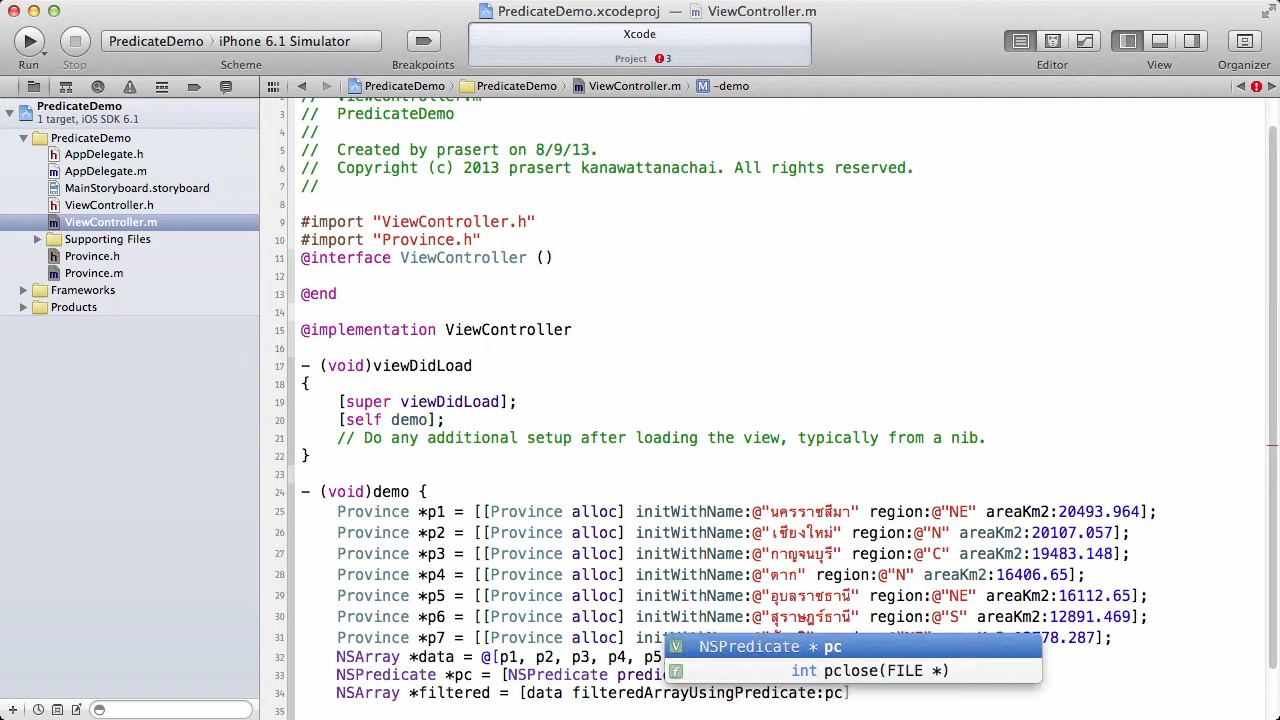 PredicateDemo.xcodeproj — ViewController.m
Run Stop PredicateDemo iPhone 6.1 Simulator Scheme Breakpoints Xcode Project 3 Editor View Organizer
PredicateDemo PredicateDemo ViewController.m -demo
PredicateDemo
1 target, iOS SDK 6.1
PredicateDemo
AppDelegate.h
AppDelegate.m
MainStoryboard.storyboard
ViewController.h
ViewController.m
Supporting Files
Province.h
Province.m
Frameworks
Products
// ViewController.m
3 // PredicateDemo
4 //
5 // Created by prasert on 8/9/13.
6 // Copyright (c) 2013 prasert kanawattanachai. All rights reserved.
7 //
8
9 #import "ViewController.h"
10 #import "Province.h"
11 @interface ViewController ()
12
13 @end
14
15 @implementation ViewController
16
17 - (void)viewDidLoad
18 {
19 [super viewDidLoad];
20 [self demo];
21 // Do any additional setup after loading the view, typically from a nib.
22 }
23
24 - (void)demo {
25 Province *p1 = [[Province alloc] initWithName:@"นครราชสีมา" region:@"NE" areaKm2:20493.964];
26 Province *p2 = [[Province alloc] initWithName:@"เชียงใหม่" region:@"N" areaKm2:20107.057];
27 Province *p3 = [[Province alloc] initWithName:@"กาญจนบุรี" region:@"C" areaKm2:19483.148];
28 Province *p4 = [[Province alloc] initWithName:@"ตาก" region:@"N" areaKm2:16406.65];
29 Province *p5 = [[Province alloc] initWithName:@"อุบลราชธานี" region:@"NE" areaKm2:16112.65];
30 Province *p6 = [[Province alloc] initWithName:@"สุราษฎร์ธานี" region:@"S" areaKm2:12891.469];
31 Province *p7 = [[Province alloc] initWithName:
32 NSArray *data = @[p1, p2, p3, p4, p5
33 NSPredicate *pc = [NSPredicate
34 NSArray *filtered = [data filteredArrayUsingPredicate:pc]
35
V NSPredicate * pc
f int pclose(FILE *)